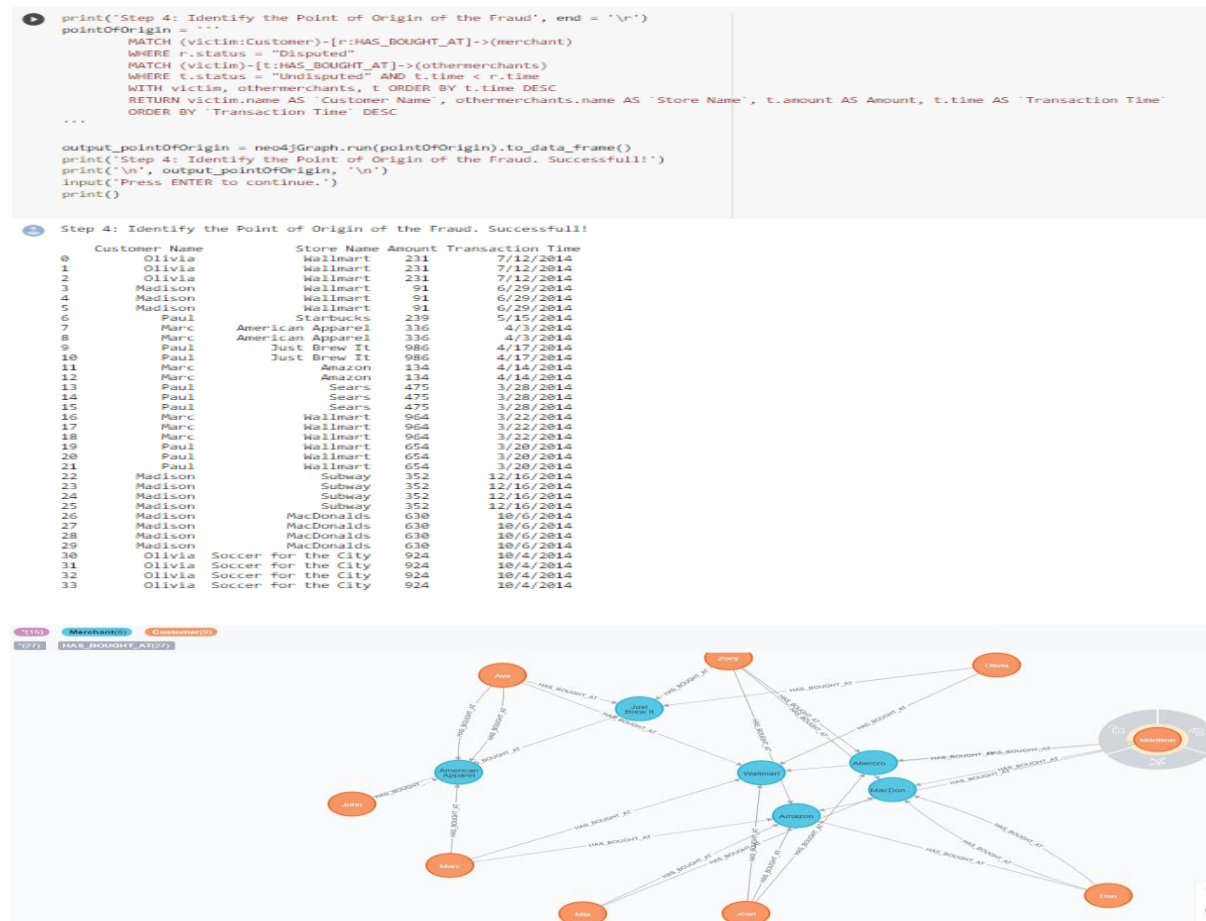 print('Step 4: Identify the Point of Origin of the Fraud', end = '\r')
pointOfOrigin = '''
MATCH (victim:Customer)-[r:HAS_BOUGHT_AT]->(merchant)
WHERE r.status = "Disputed"
MATCH (victim)-[t:HAS_BOUGHT_AT]->(othermerchants)
WHERE t.status = "Undisputed" AND t.time < r.time
WITH victim, othermerchants, t ORDER BY t.time DESC
RETURN victim.name AS `Customer Name`, othermerchants.name AS `Store Name`, t.amount AS Amount, t.time AS `Transaction Time`
ORDER BY `Transaction Time` DESC
'''
output_pointOfOrigin = neo4jGraph.run(pointOfOrigin).to_data_frame()
print('Step 4: Identify the Point of Origin of the Fraud. Successfull!')
print('\n', output_pointOfOrigin, '\n')
input('Press ENTER to continue.')
print()
Step 4: Identify the Point of Origin of the Fraud. Successfull!
Customer Name Store Name Amount Transaction Time
0 Olivia Wallmart 231 7/12/2014
1 Olivia Wallmart 231 7/12/2014
2 Olivia Wallmart 231 7/12/2014
3 Madison Wallmart 91 6/29/2014
4 Madison Wallmart 91 6/29/2014
5 Madison Wallmart 91 6/29/2014
6 Paul Starbucks 239 5/15/2014
7 Marc American Apparel 336 4/3/2014
8 Marc American Apparel 336 4/3/2014
9 Paul Just Brew It 986 4/17/2014
10 Paul Just Brew It 986 4/17/2014
11 Marc Amazon 134 4/14/2014
12 Marc Amazon 134 4/14/2014
13 Paul Sears 475 3/28/2014
14 Paul Sears 475 3/28/2014
15 Paul Sears 475 3/28/2014
16 Marc Wallmart 964 3/22/2014
17 Marc Wallmart 964 3/22/2014
18 Marc Wallmart 964 3/22/2014
19 Paul Wallmart 654 3/20/2014
20 Paul Wallmart 654 3/20/2014
21 Paul Wallmart 654 3/20/2014
22 Madison Subway 352 12/16/2014
23 Madison Subway 352 12/16/2014
24 Madison Subway 352 12/16/2014
25 Madison Subway 352 12/16/2014
26 Madison MacDonalds 630 10/6/2014
27 Madison MacDonalds 630 10/6/2014
28 Madison MacDonalds 630 10/6/2014
29 Madison MacDonalds 630 10/6/2014
30 Olivia Soccer for the City 924 10/4/2014
31 Olivia Soccer for the City 924 10/4/2014
32 Olivia Soccer for the City 924 10/4/2014
33 Olivia Soccer for the City 924 10/4/2014
*(15) Merchant(6) Customer(9)
*(27) HAS_BOUGHT_AT(27)
Zoey
Olivia
Ava
HAS_BOUGHT_AT
HAS_BOUGHT_AT
HAS_BOUGHT_AT
Just
Brew It
HAS_BOUGHT_AT
HAS_BOUGHT_AT
Madison
American
Apparel
Wallmart
Abercro...
MacDon...
John
Amazon
HAS_BOUGHT_AT
HAS_BOUGHT_AT
HAS_BOUGHT_AT
HAS_BOUGHT_AT
Marc
Dan
Mia
Joan